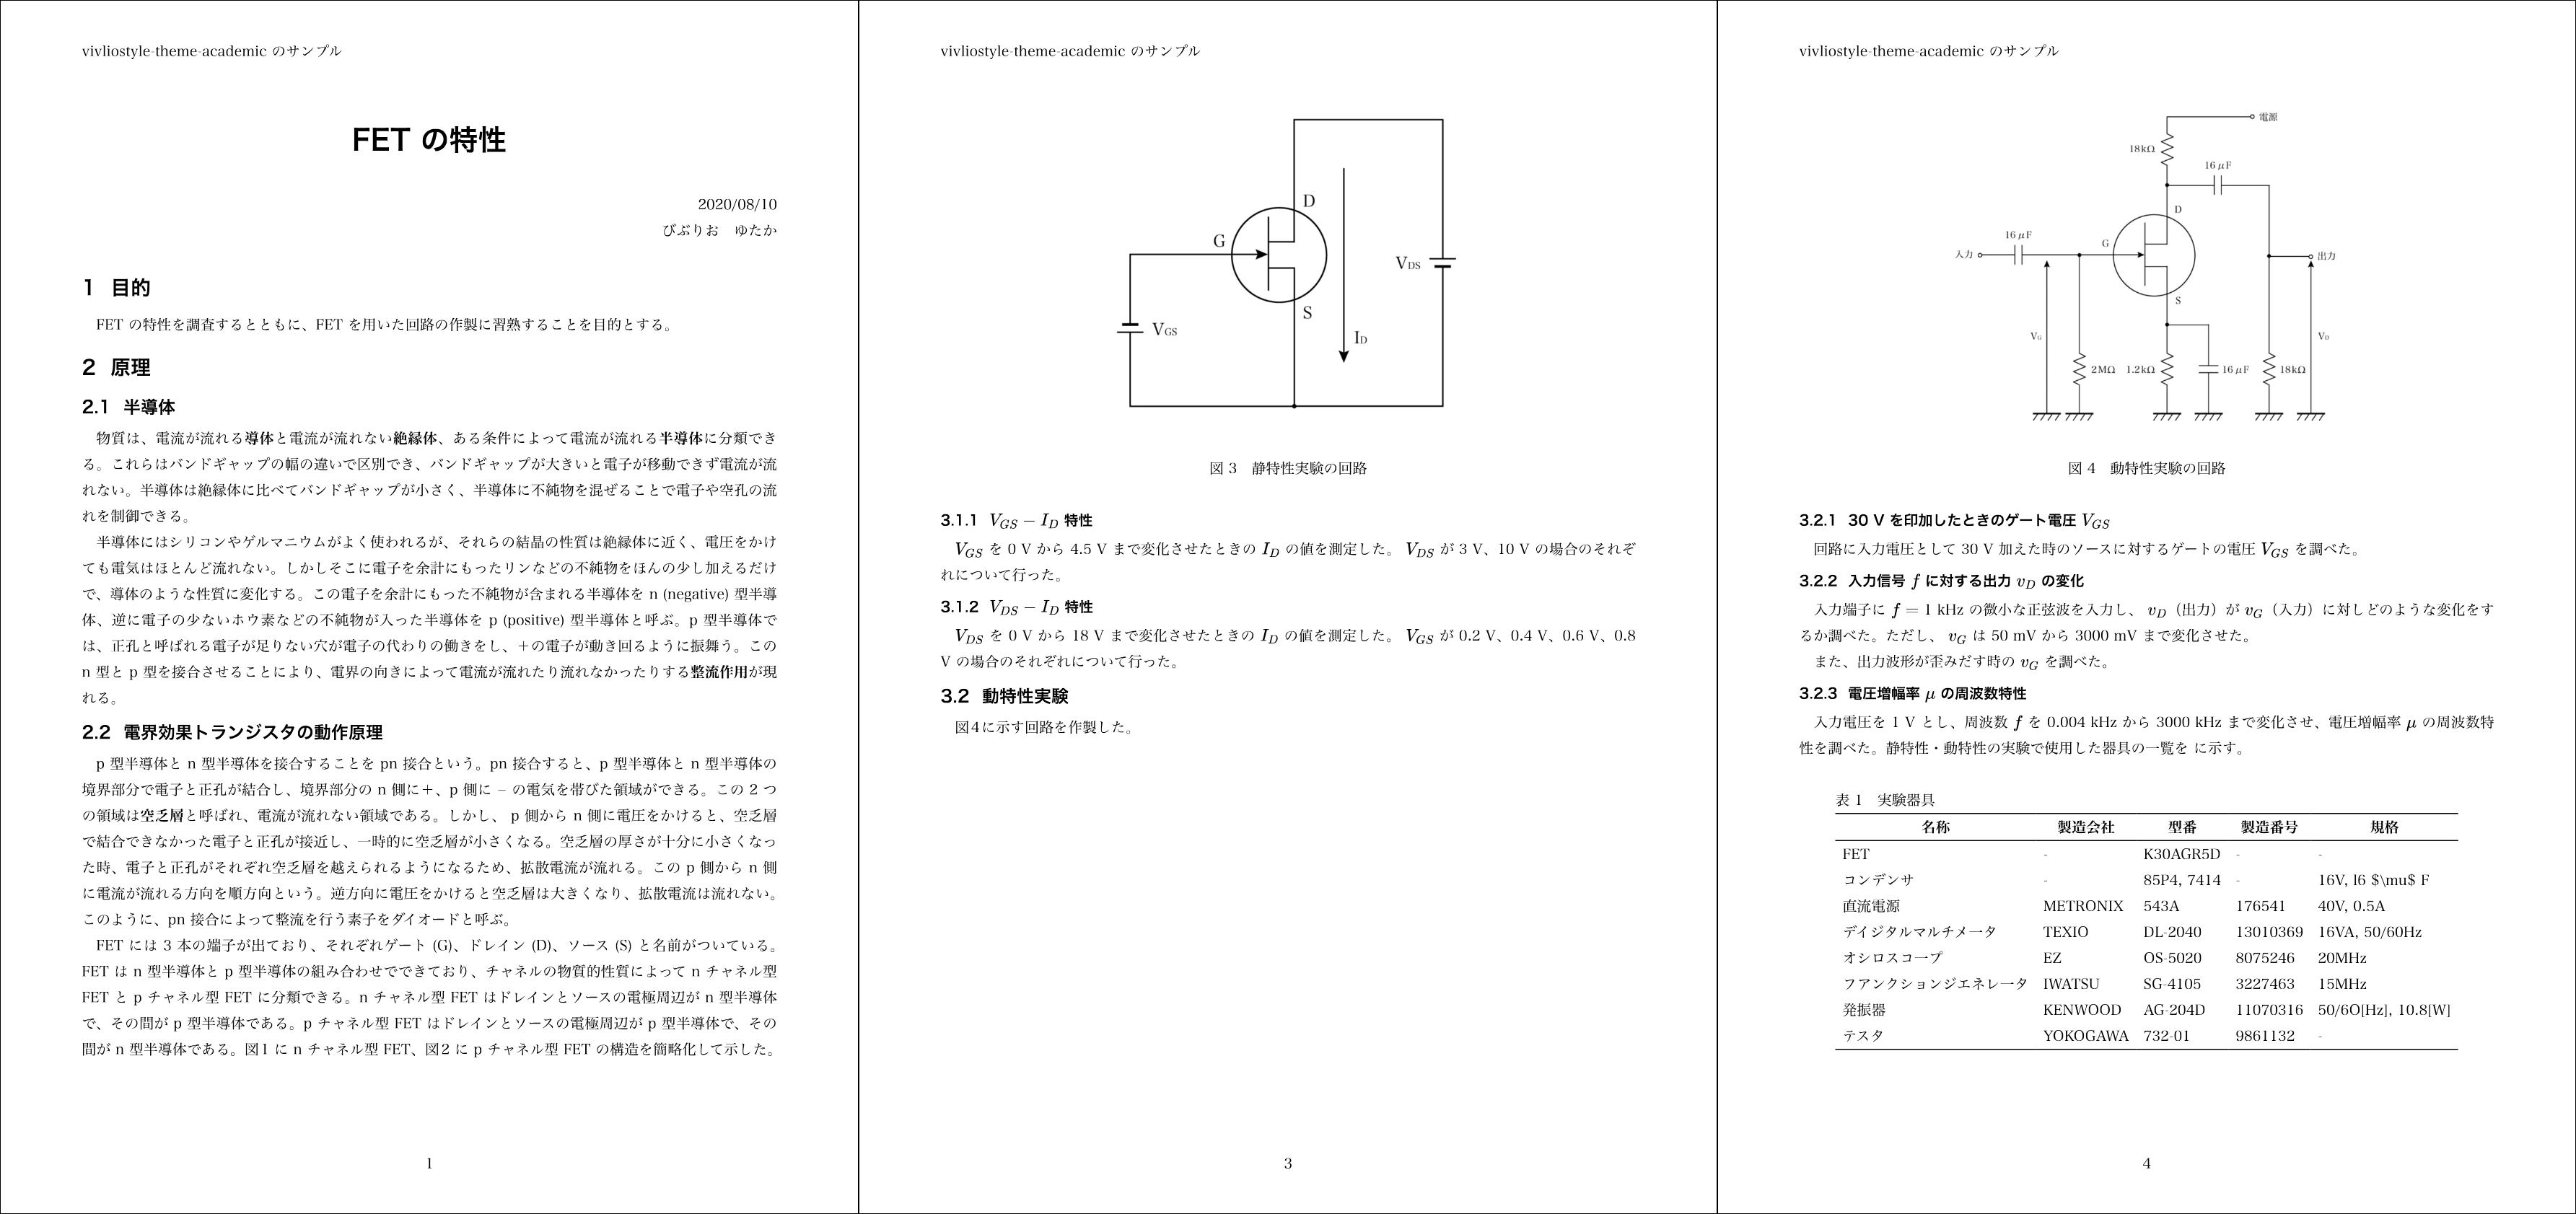 vivliostyle-theme-academic のサンプル
FET の特性
2020/08/10
びぶりお　ゆたか
1 目的
FET の特性を調査するとともに、FET を用いた回路の作製に習熟することを目的とする。
2 原理
2.1 半導体
物質は、電流が流れる導体と電流が流れない絶縁体、ある条件によって電流が流れる半導体に分類でき
る。これらはバンドギャップの幅の違いで区別でき、バンドギャップが大きいと電子が移動できず電流が流
れない。半導体は絶縁体に比べてバンドギャップが小さく、半導体に不純物を混ぜることで電子や空孔の流
れを制御できる。
半導体にはシリコンやゲルマニウムがよく使われるが、それらの結晶の性質は絶縁体に近く、電圧をかけ
ても電気はほとんど流れない。しかしそこに電子を余計にもったリンなどの不純物をほんの少し加えるだけ
で、導体のような性質に変化する。この電子を余計にもった不純物が含まれる半導体を n (negative) 型半導
体、逆に電子の少ないホウ素などの不純物が入った半導体を p (positive) 型半導体と呼ぶ。p 型半導体で
は、正孔と呼ばれる電子が足りない穴が電子の代わりの働きをし、＋の電子が動き回るように振舞う。この
n 型と p 型を接合させることにより、電界の向きによって電流が流れたり流れなかったりする整流作用が現
れる。
2.2 電界効果トランジスタの動作原理
p 型半導体と n 型半導体を接合することを pn 接合という。pn 接合すると、p 型半導体と n 型半導体の
境界部分で電子と正孔が結合し、境界部分の n 側に＋、p 側に – の電気を帯びた領域ができる。この 2 つ
の領域は空乏層と呼ばれ、電流が流れない領域である。しかし、 p 側から n 側に電圧をかけると、空乏層
で結合できなかった電子と正孔が接近し、一時的に空乏層が小さくなる。空乏層の厚さが十分に小さくなっ
た時、電子と正孔がそれぞれ空乏層を越えられるようになるため、拡散電流が流れる。この p 側から n 側
に電流が流れる方向を順方向という。逆方向に電圧をかけると空乏層は大きくなり、拡散電流は流れない。
このように、pn 接合によって整流を行う素子をダイオードと呼ぶ。
FET には 3 本の端子が出ており、それぞれゲート (G)、ドレイン (D)、ソース (S) と名前がついている。
FET は n 型半導体と p 型半導体の組み合わせでできており、チャネルの物質的性質によって n チャネル型
FET と p チャネル型 FET に分類できる。n チャネル型 FET はドレインとソースの電極周辺が n 型半導体
で、その間が p 型半導体である。p チャネル型 FET はドレインとソースの電極周辺が p 型半導体で、その
間が n 型半導体である。図1 に n チャネル型 FET、図2 に p チャネル型 FET の構造を簡略化して示した。
1
vivliostyle-theme-academic のサンプル
D
G
VDS
S
VGS
ID
図 3　静特性実験の回路
3.1.1 VGS − ID 特性
VGS を 0 V から 4.5 V まで変化させたときの ID の値を測定した。 VDS が 3 V、10 V の場合のそれぞ
れについて行った。
3.1.2 VDS − ID 特性
VDS を 0 V から 18 V まで変化させたときの ID の値を測定した。 VGS が 0.2 V、0.4 V、0.6 V、0.8
V の場合のそれぞれについて行った。
3.2 動特性実験
図4に示す回路を作製した。
3
vivliostyle-theme-academic のサンプル
電源
18kΩ
16 μF
D
16 μF
G
入力
出力
S
VG
VD
2MΩ 1.2kΩ 16 μF 18kΩ
図 4　動特性実験の回路
3.2.1 30 V を印加したときのゲート電圧 VGS
回路に入力電圧として 30 V 加えた時のソースに対するゲートの電圧 VGS を調べた。
3.2.2 入力信号 f に対する出力 vD の変化
入力端子に f = 1 kHz の微小な正弦波を入力し、 vD（出力）が vG（入力）に対しどのような変化をす
るか調べた。ただし、 vG は 50 mV から 3000 mV まで変化させた。
また、出力波形が歪みだす時の vG を調べた。
3.2.3 電圧増幅率 μ の周波数特性
入力電圧を 1 V とし、周波数 f を 0.004 kHz から 3000 kHz まで変化させ、電圧増幅率 μ の周波数特
性を調べた。静特性・動特性の実験で使用した器具の一覧を に示す。
表 1　実験器具
名称 製造会社 型番 製造番号 規格
FET - K30AGR5D - -
コンデンサ - 85P4, 7414 - 16V, l6 $\mu$ F
直流電源 METRONIX 543A 176541 40V, 0.5A
デイジタルマルチメータ TEXIO DL-2040 13010369 16VA, 50/60Hz
オシロスコープ EZ OS-5020 8075246 20MHz
フアンクションジエネレータ IWATSU SG-4105 3227463 15MHz
発振器 KENWOOD AG-204D 11070316 50/6O[Hz], 10.8[W]
テスタ YOKOGAWA 732-01 9861132 -
4